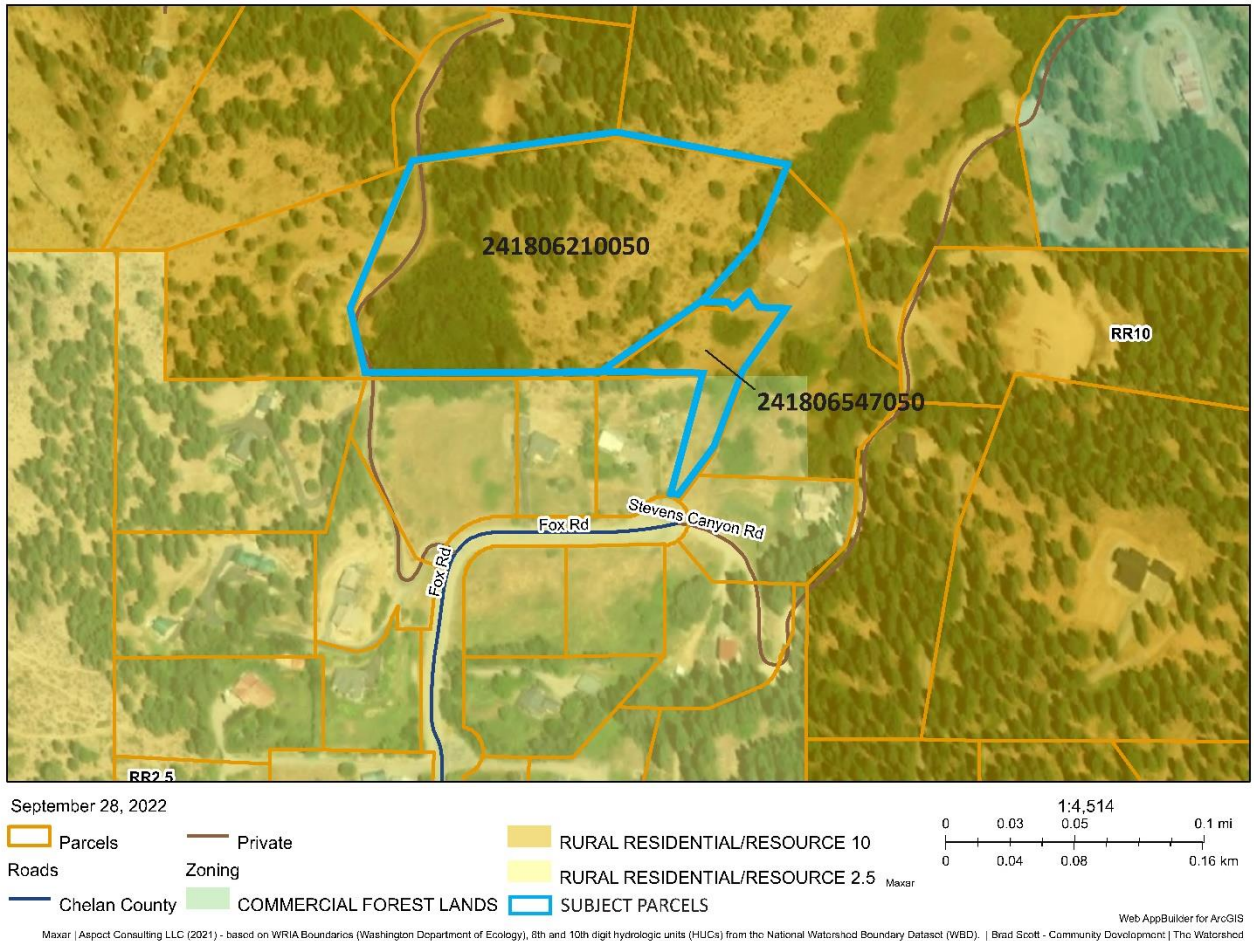 241806210050
RR10
241806547050
Stevens Canyon Rd
Fox Rd
Fox Rd
RR2.5
September 28, 2022
1:4,514
0 0.03 0.05 0.1 mi
0 0.04 0.08 0.16 km
Parcels
Private
RURAL RESIDENTIAL/RESOURCE 10
Roads
Zoning
RURAL RESIDENTIAL/RESOURCE 2.5
Maxar
Chelan County
COMMERCIAL FOREST LANDS
SUBJECT PARCELS
Web AppBuilder for ArcGIS
Maxar | Aspect Consulting LLC (2021) - based on WRIA Boundaries (Washington Department of Ecology), 8th and 10th digit hydrologic units (HUCs) from the National Watershed Boundary Dataset (WBD). | Brad Scott - Community Development | The Watershed